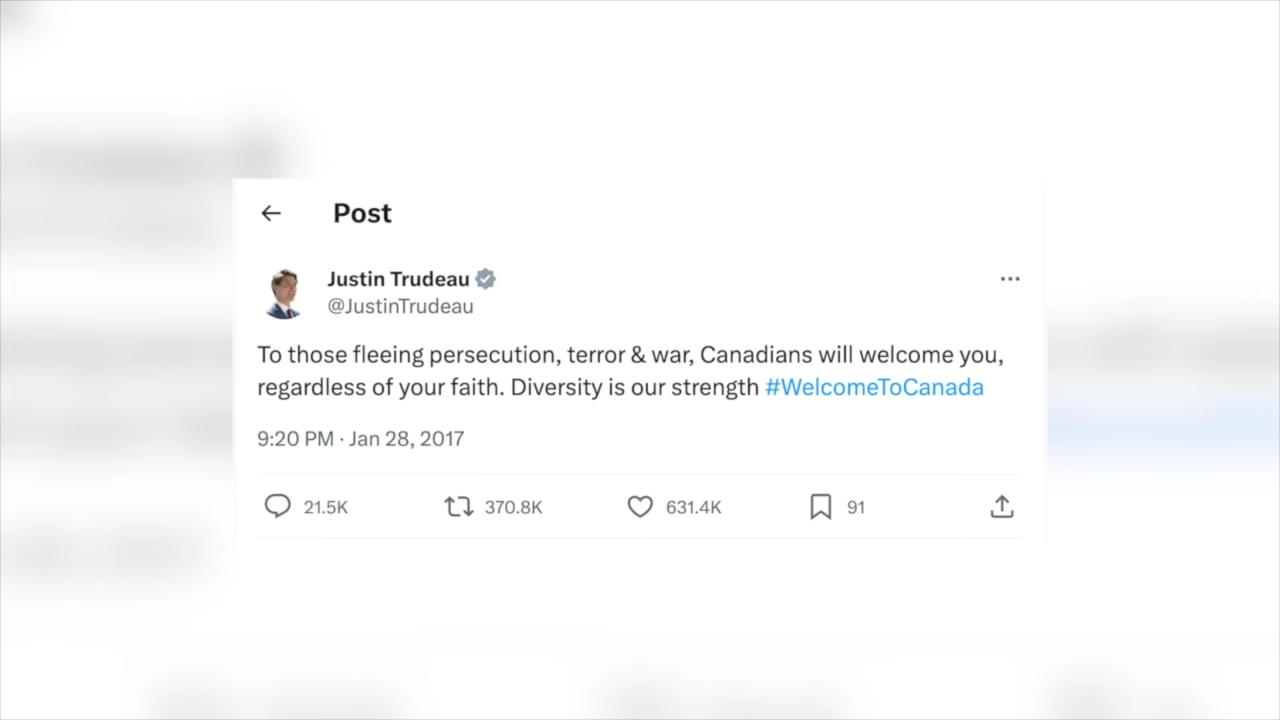 Post
Justin Trudeau
@JustinTrudeau
To those fleeing persecution, terror & war, Canadians will welcome you,
regardless of your faith. Diversity is our strength #WelcomeToCanada
9:20 PM · Jan 28, 2017
21.5K 370.8K 631.4K 91